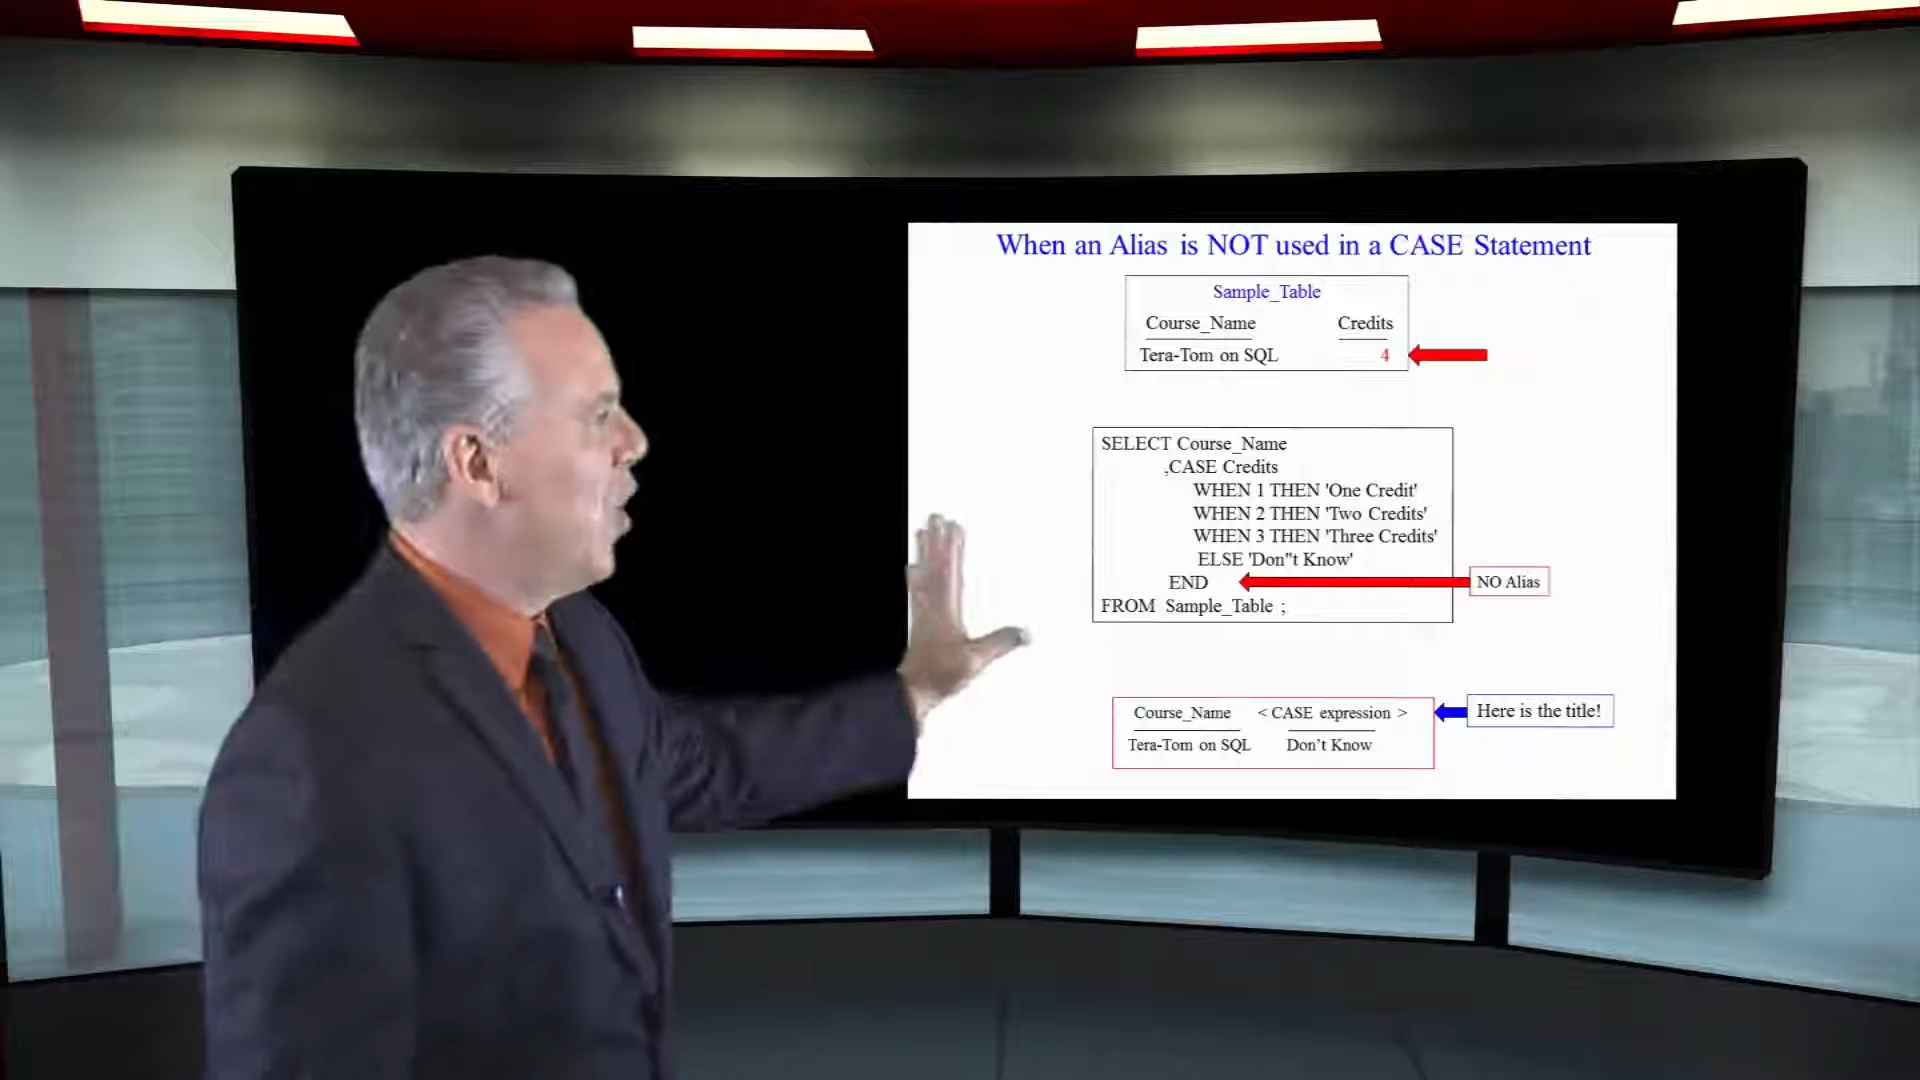 When an Alias is NOT used in a CASE Statement
Sample_Table
Course_Name Credits
Tera-Tom on SQL 4
SELECT Course_Name
,CASE Credits
WHEN 1 THEN 'One Credit'
WHEN 2 THEN 'Two Credits'
WHEN 3 THEN 'Three Credits'
ELSE 'Don''t Know'
END
NO Alias
FROM Sample_Table ;
Course_Name < CASE expression >
Here is the title!
Tera-Tom on SQL Don’t Know